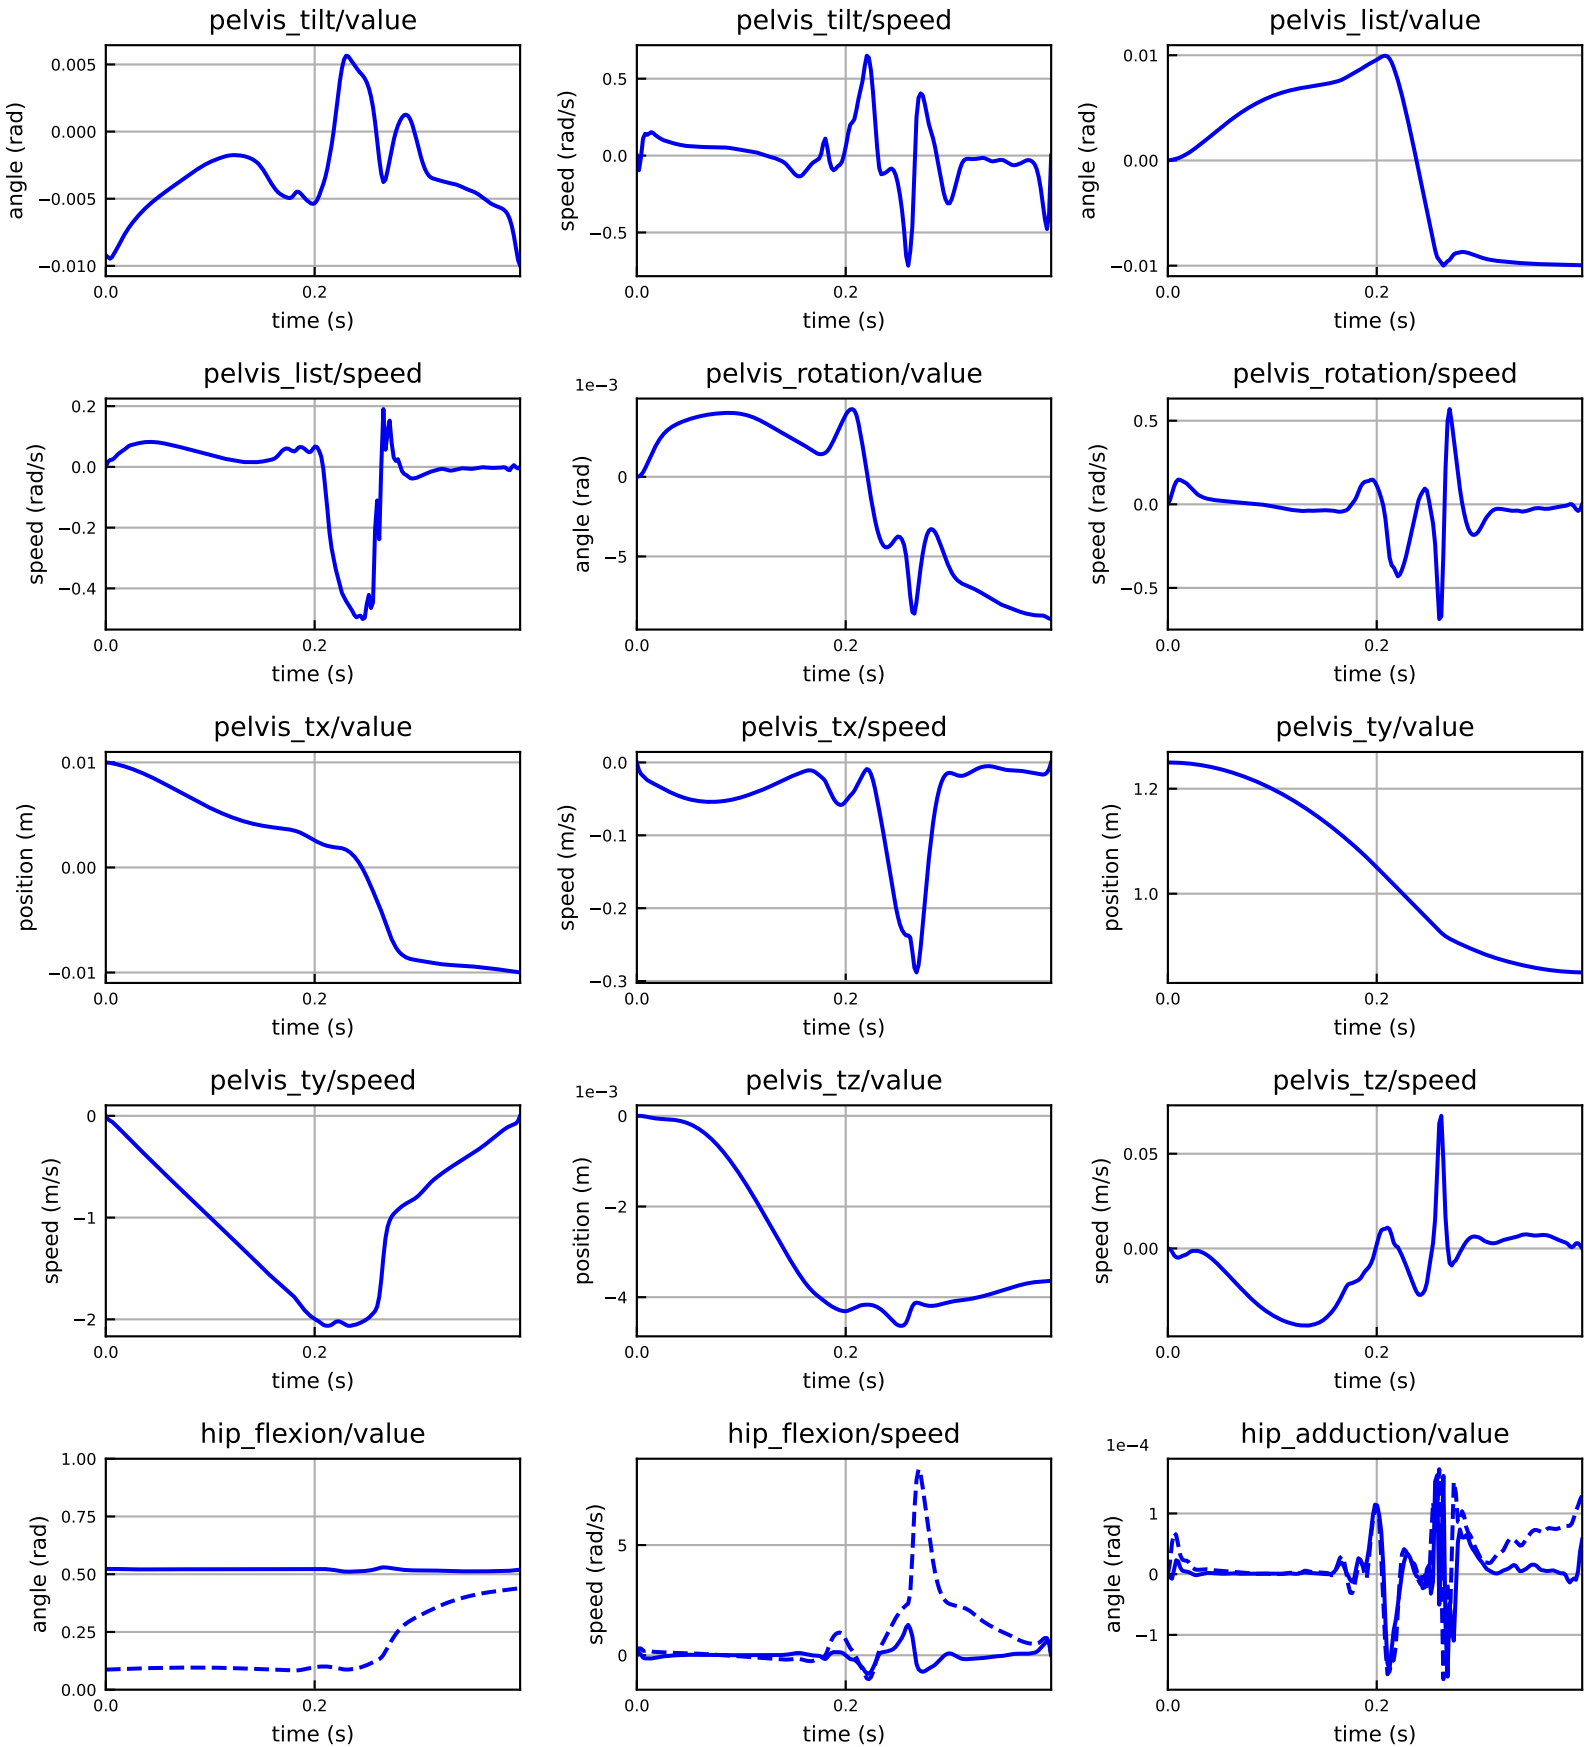 pelvis_tilt/value
pelvis_tilt/speed
pelvis_list/value
angle (rad)
0.005
0.000
−0.005
−0.010
0.0
0.2
time (s)
speed (rad/s)
0.5
0.0
−0.5
0.0
0.2
time (s)
angle (rad)
0.01
0.00
−0.01
0.0
0.2
time (s)
pelvis_list/speed
pelvis_rotation/value
pelvis_rotation/speed
speed (rad/s)
0.2
0.0
−0.2
−0.4
0.0
0.2
time (s)
1e−3
angle (rad)
0
−5
0.0
0.2
time (s)
speed (rad/s)
0.5
0.0
−0.5
0.0
0.2
time (s)
pelvis_tx/value
pelvis_tx/speed
pelvis_ty/value
position (m)
0.01
0.00
−0.01
0.0
0.2
time (s)
speed (m/s)
0.0
−0.1
−0.2
−0.3
0.0
0.2
time (s)
position (m)
1.2
1.0
0.0
0.2
time (s)
pelvis_ty/speed
pelvis_tz/value
pelvis_tz/speed
speed (m/s)
0
−1
−2
0.0
0.2
time (s)
1e−3
position (m)
0
−2
−4
0.0
0.2
time (s)
speed (m/s)
0.05
0.00
0.0
0.2
time (s)
hip_flexion/value
hip_flexion/speed
hip_adduction/value
angle (rad)
1.00
0.75
0.50
0.25
0.00
0.0
0.2
time (s)
speed (rad/s)
5
0
0.0
0.2
time (s)
1e−4
angle (rad)
1
0
−1
0.0
0.2
time (s)